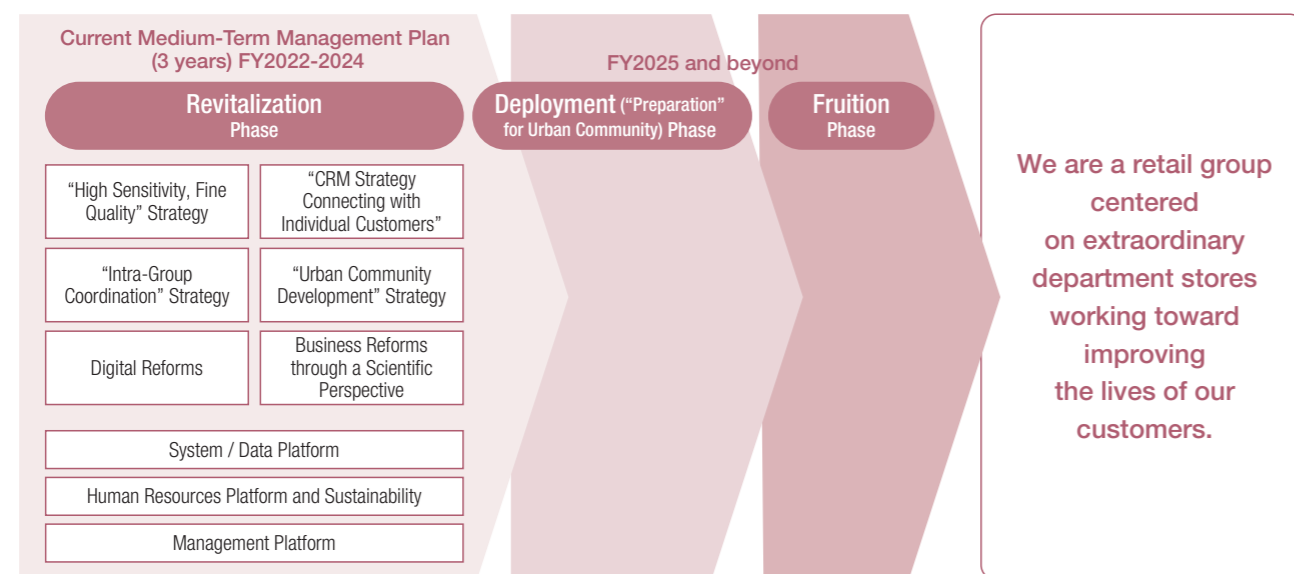 Current Medium-Term Management Plan
(3 years) FY2022-2024
Revitalization
Phase
“High Sensitivity, Fine
Quality” Strategy
“CRM Strategy
Connecting with
Individual Customers”
“Intra-Group
Coordination” Strategy
“Urban Community
Development” Strategy
Digital Reforms
Business Reforms
through a Scientific
Perspective
System / Data Platform
Human Resources Platform and Sustainability
Management Platform
FY2025 and beyond
Deployment (“Preparation”
for Urban Community) Phase
Fruition
Phase
We are a retail group
centered
on extraordinary
department stores
working toward
improving
the lives of our
customers.